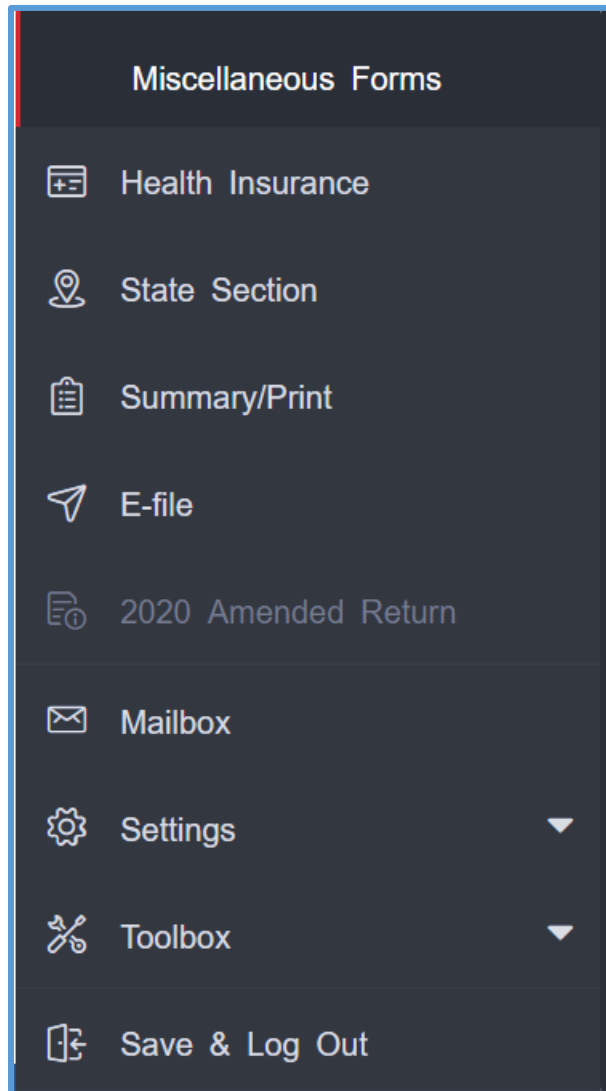 Miscellaneous Forms
Health Insurance
State Section
Summary/Print
E-file
2020 Amended Return
Mailbox
Settings
Toolbox
Save & Log Out